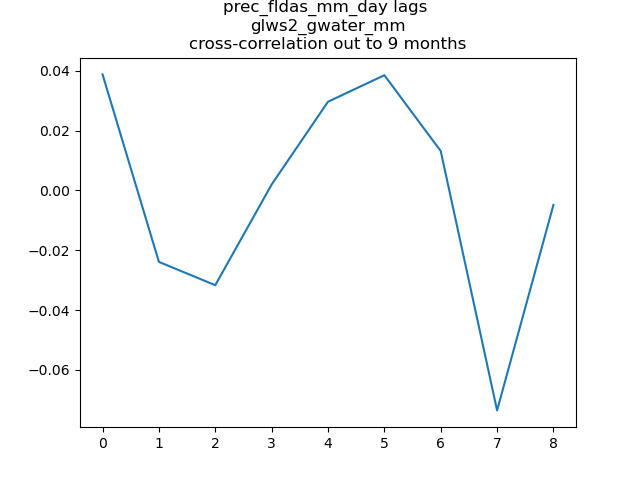 prec_fldas_mm_day lags
glws2_gwater_mm
cross-correlation out to 9 months
0.04
0.02
0.00
−0.02
−0.04
−0.06
0 1 2 3 4 5 6 7 8